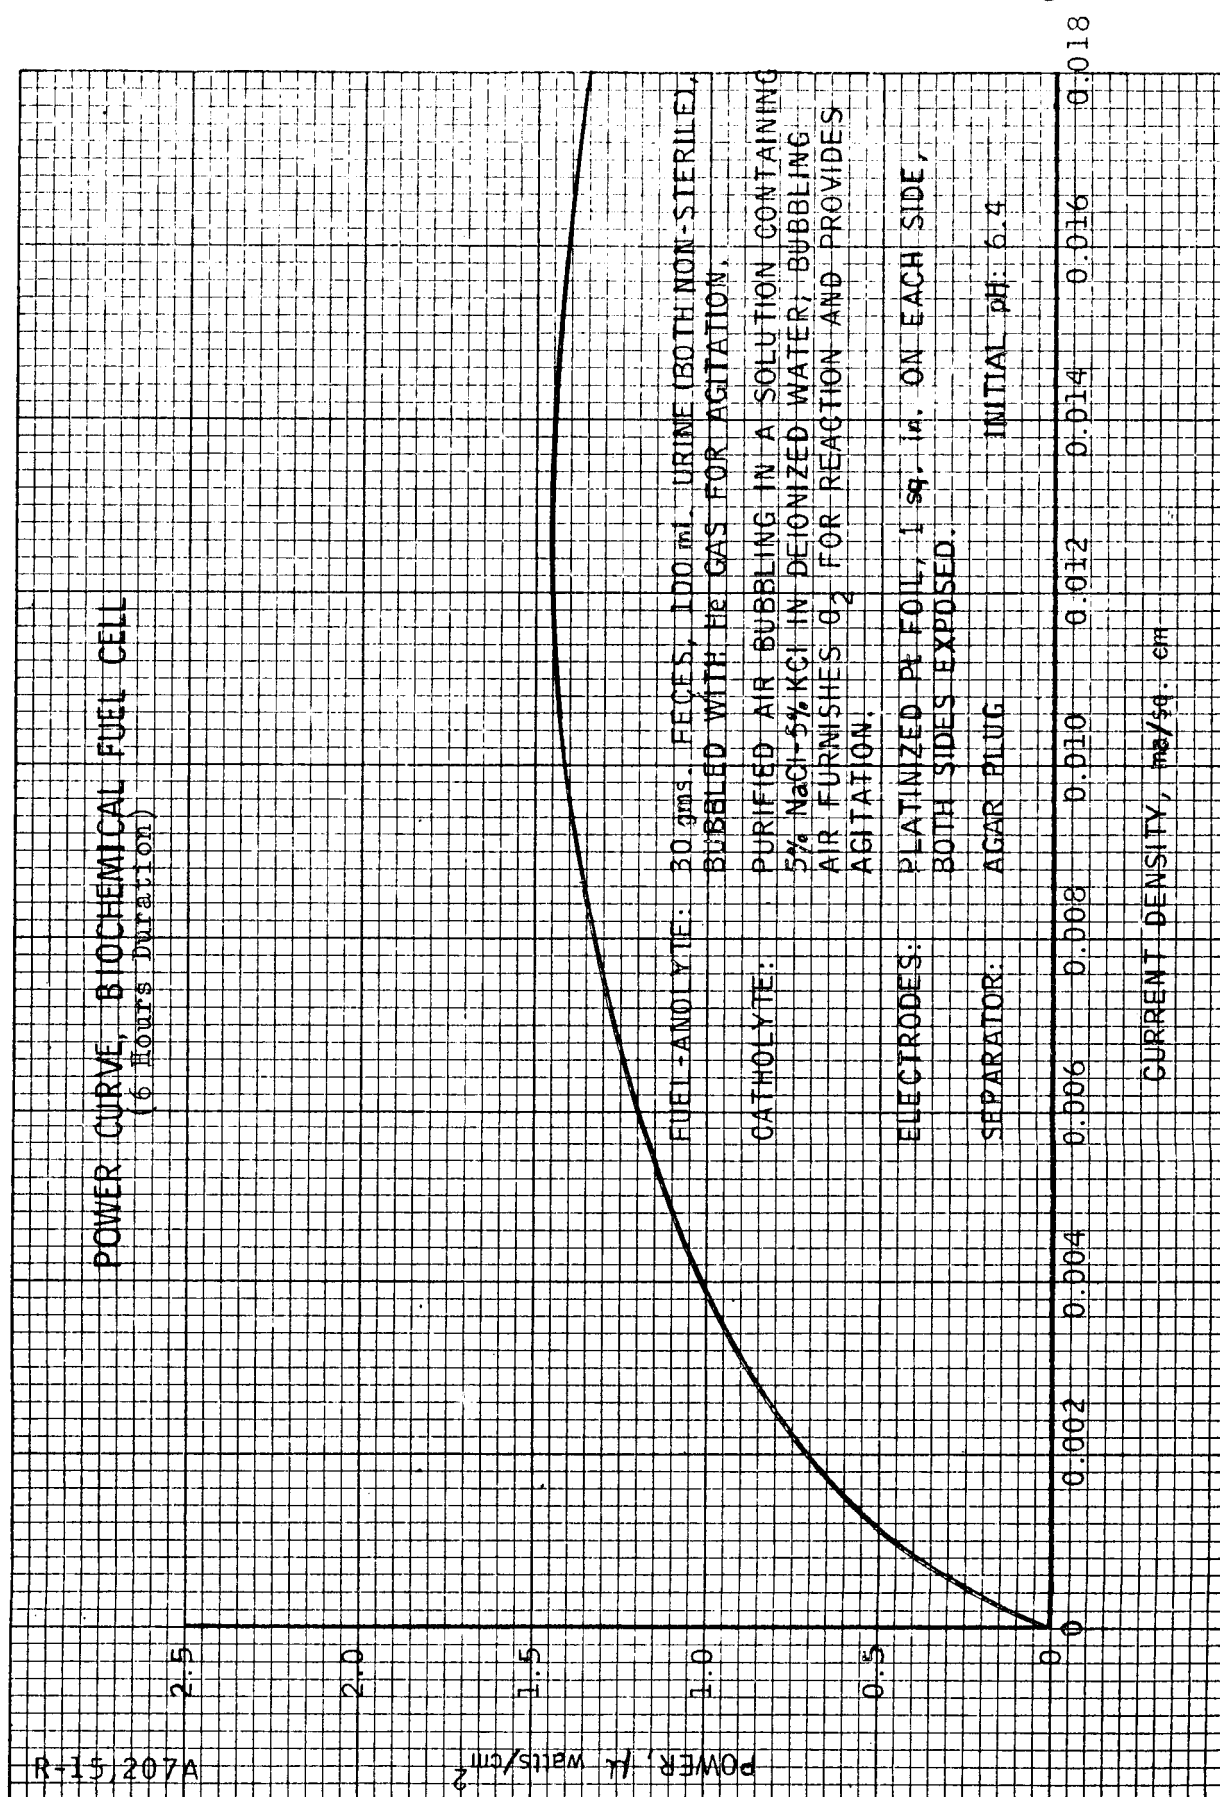 R-15,207A
POWER CURVE, BIOCHEMICAL FUEL CELL
(6 Hours Duration)
POWER, μ watts/cm2
2.5
2.0
1.5
1.0
0.5
0
FUEL-ANOLYTE: 30 gms. FECES, 100 ml. URINE (BOTH NON-STERILE),
BUBBLED WITH He GAS FOR AGITATION.
CATHOLYTE: PURIFIED AIR BUBBLING IN A SOLUTION CONTAINING
5% NaCl-5% KCl IN DEIONIZED WATER; BUBBLING
AIR FURNISHES O2 FOR REACTION AND PROVIDES
AGITATION.
ELECTRODES: PLATINIZED Pt FOIL, 1 sq. in. ON EACH SIDE,
BOTH SIDES EXPOSED.
SEPARATOR: AGAR PLUG INITIAL pH: 6.4
0 0.002 0.004 0.006 0.008 0.010 0.012 0.014 0.016 0.018
CURRENT DENSITY, ma/sq. cm